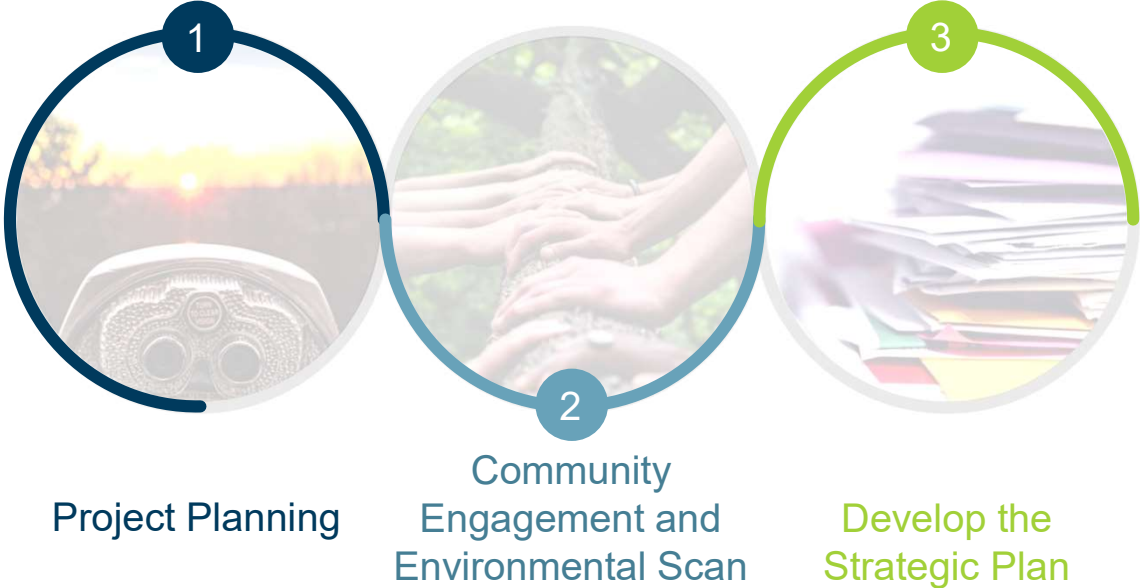 1
2
3
Project Planning
Community
Engagement and
Environmental Scan
Develop the
Strategic Plan